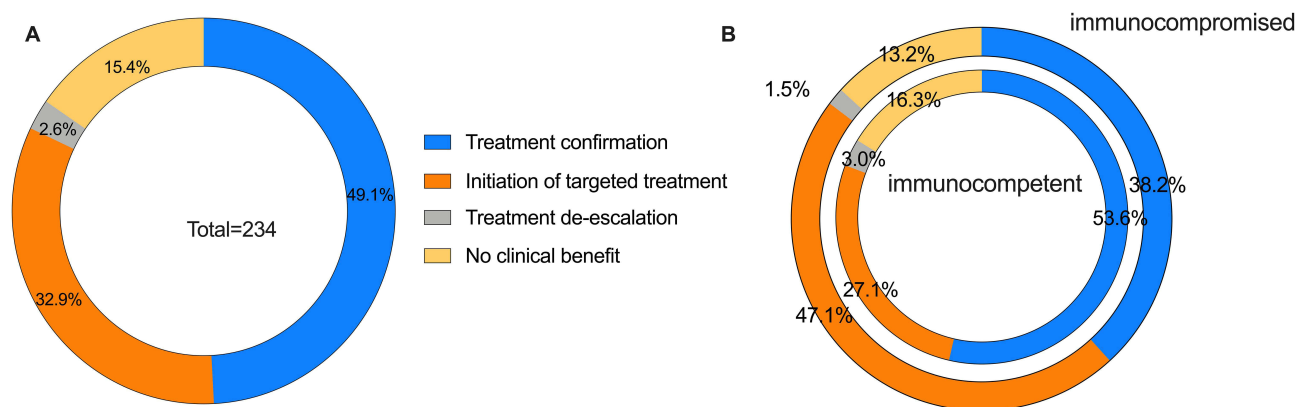 A
15.4%
2.6%
49.1%
Total=234
32.9%
Treatment confirmation
Initiation of targeted treatment
Treatment de-escalation
No clinical benefit
B
immunocompromised
13.2%
1.5%
16.3%
3.0%
immunocompetent
38.2%
53.6%
27.1%
47.1%